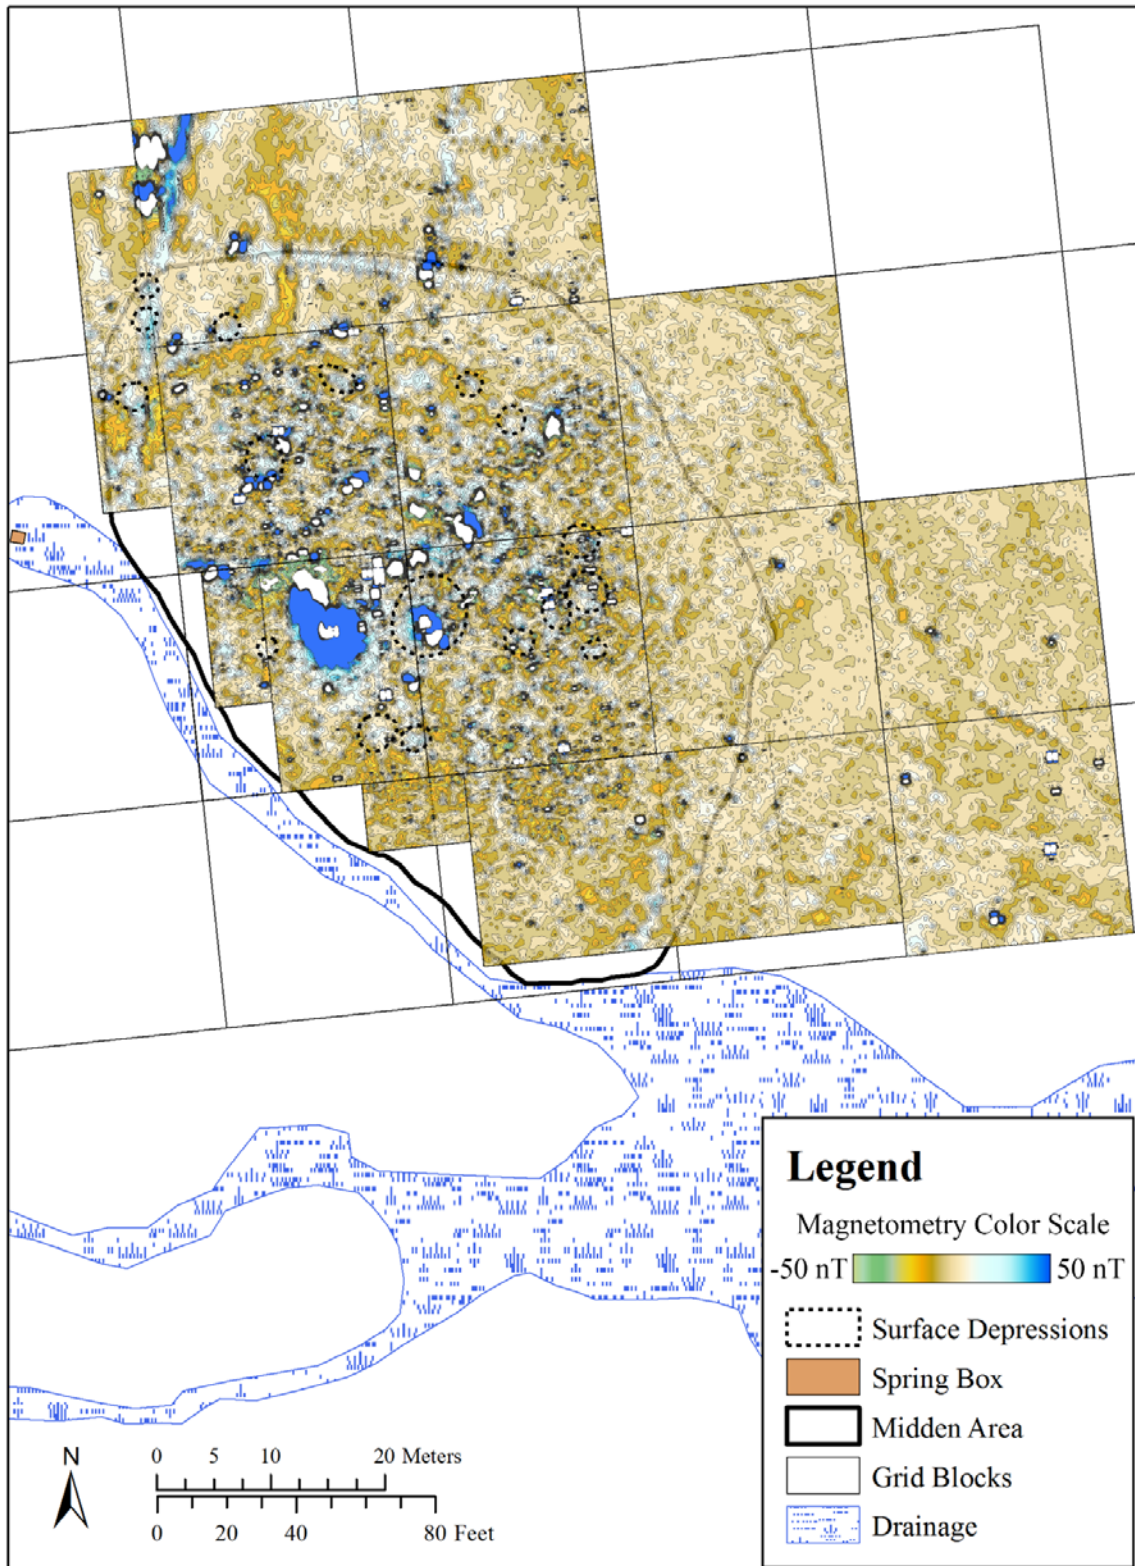 Legend
Magnetometry Color Scale
-50 nT 50 nT
Surface Depressions
Spring Box
Midden Area
Grid Blocks
Drainage
N
0 5 10 20 Meters
0 20 40 80 Feet